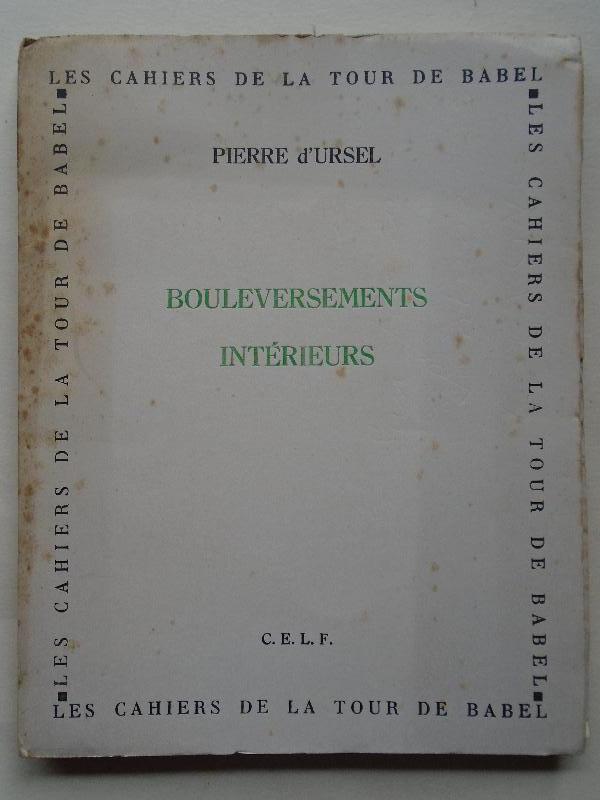 LES CAHIERS DE LA TOUR DE BABEL
LES CAHIERS DE LA TOUR DE BABEL
PIERRE d'URSEL
BOULEVERSEMENTS
INTÉRIEURS
C. E. L. F.
LES CAHIERS DE LA TOUR DE BABEL
LES CAHIERS DE LA TOUR DE BABEL